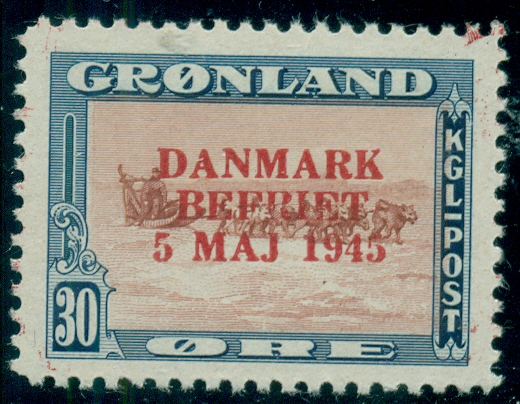 GRØNLAND
KGL-POST
DANMARK
BEFRIET
5 MAJ 1945
30
ØRE